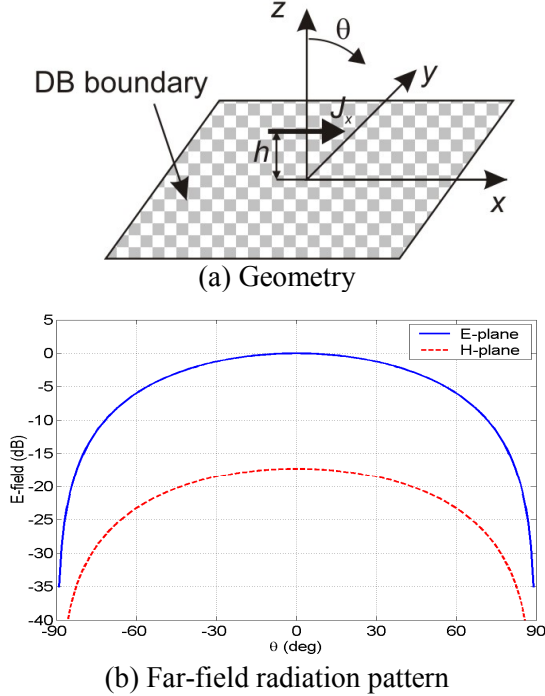 z
θ
y
DB boundary
Jx
h
x
(a) Geometry
5
E-plane
H-plane
0
-5
-10
-15
-20
-25
-30
-35
-40
E-field (dB)
-90
-60
-30
0
30
60
90
θ (deg)
(b) Far-field radiation pattern